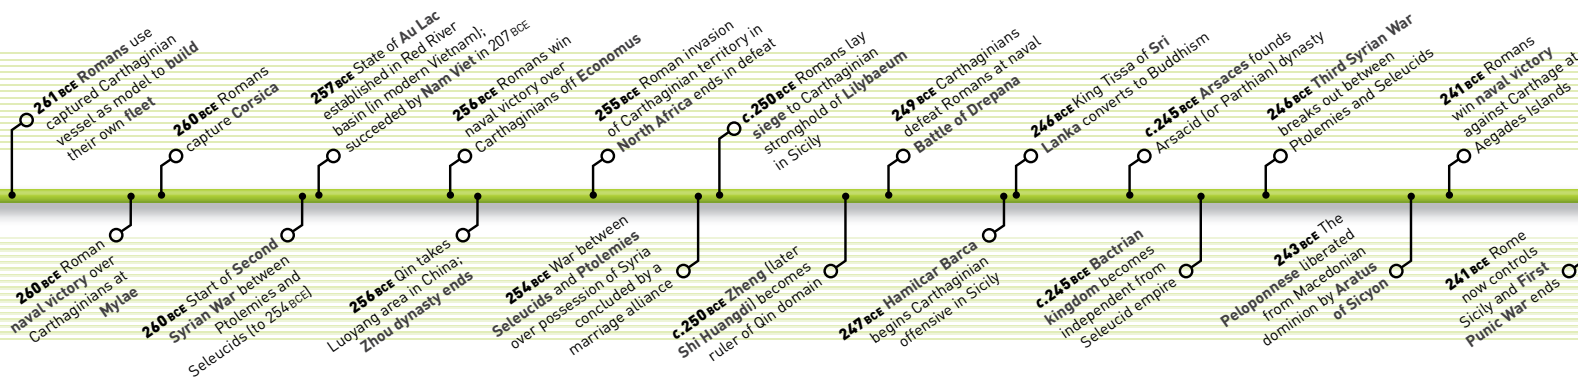 261 BCE Romans use
captured Carthaginian
vessel as model to build
their own fleet
260 BCE Romans
capture Corsica
257 BCE State of Au Lac
established in Red River
basin (in modern Vietnam);
succeeded by Nam Viet in 207 BCE
256 BCE Romans win
naval victory over
Carthaginians off Economus
255 BCE Roman invasion
of Carthaginian territory in
North Africa ends in defeat
c.250 BCE Romans lay
siege to Carthaginian
stronghold of Lilybaeum
in Sicily
249 BCE Carthaginians
defeat Romans at naval
Battle of Drepana
246 BCE King Tissa of Sri
Lanka converts to Buddhism
c.245 BCE Arsaces founds
Arsacid (or Parthian) dynasty
246 BCE Third Syrian War
breaks out between
Ptolemies and Seleucids
241 BCE Romans
win naval victory
against Carthage at
Aegades Islands
260 BCE Roman
naval victory over
Carthaginians at
Mylae
260 BCE Start of Second
Syrian War between
Ptolemies and
Seleucids (to 254 BCE)
256 BCE Qin takes
Luoyang area in China;
Zhou dynasty ends
254 BCE War between
Seleucids and Ptolemies
over possession of Syria
concluded by a
marriage alliance
c.250 BCE Zheng (later
Shi Huangdi) becomes
ruler of Qin domain
247 BCE Hamilcar Barca
begins Carthaginian
offensive in Sicily
c.245 BCE Bactrian
kingdom becomes
independent from
Seleucid empire
243 BCE The
Peloponnese liberated
from Macedonian
dominion by Aratus
of Sicyon
241 BCE Rome
now controls
Sicily and First
Punic War ends